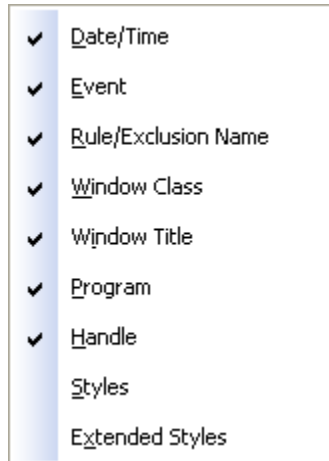 Date/Time
Event
Rule/Exclusion Name
Window Class
Window Title
Program
Handle
Styles
Extended Styles